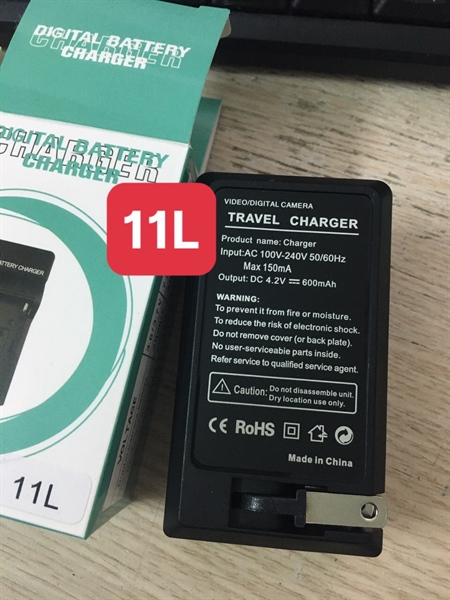 DIGITAL BATTERY
CHARGER
DIGITAL BATTERY
CHARGER
BATTERY CHARGER
11L
11L
VIDEO/DIGITAL CAMERA
TRAVEL CHARGER
Product name: Charger
Input:AC 100V-240V 50/60Hz
Max 150mA
Output: DC 4.2V ⎓ 600mAh
WARNING:
To prevent it from fire or moisture.
To reduce the risk of electronic shock.
Do not remove cover (or back plate).
No user-serviceable parts inside.
Refer service to qualified service agent.
Caution: Do not disassemble unit.
Dry location use only.
CE RoHS
Made in China